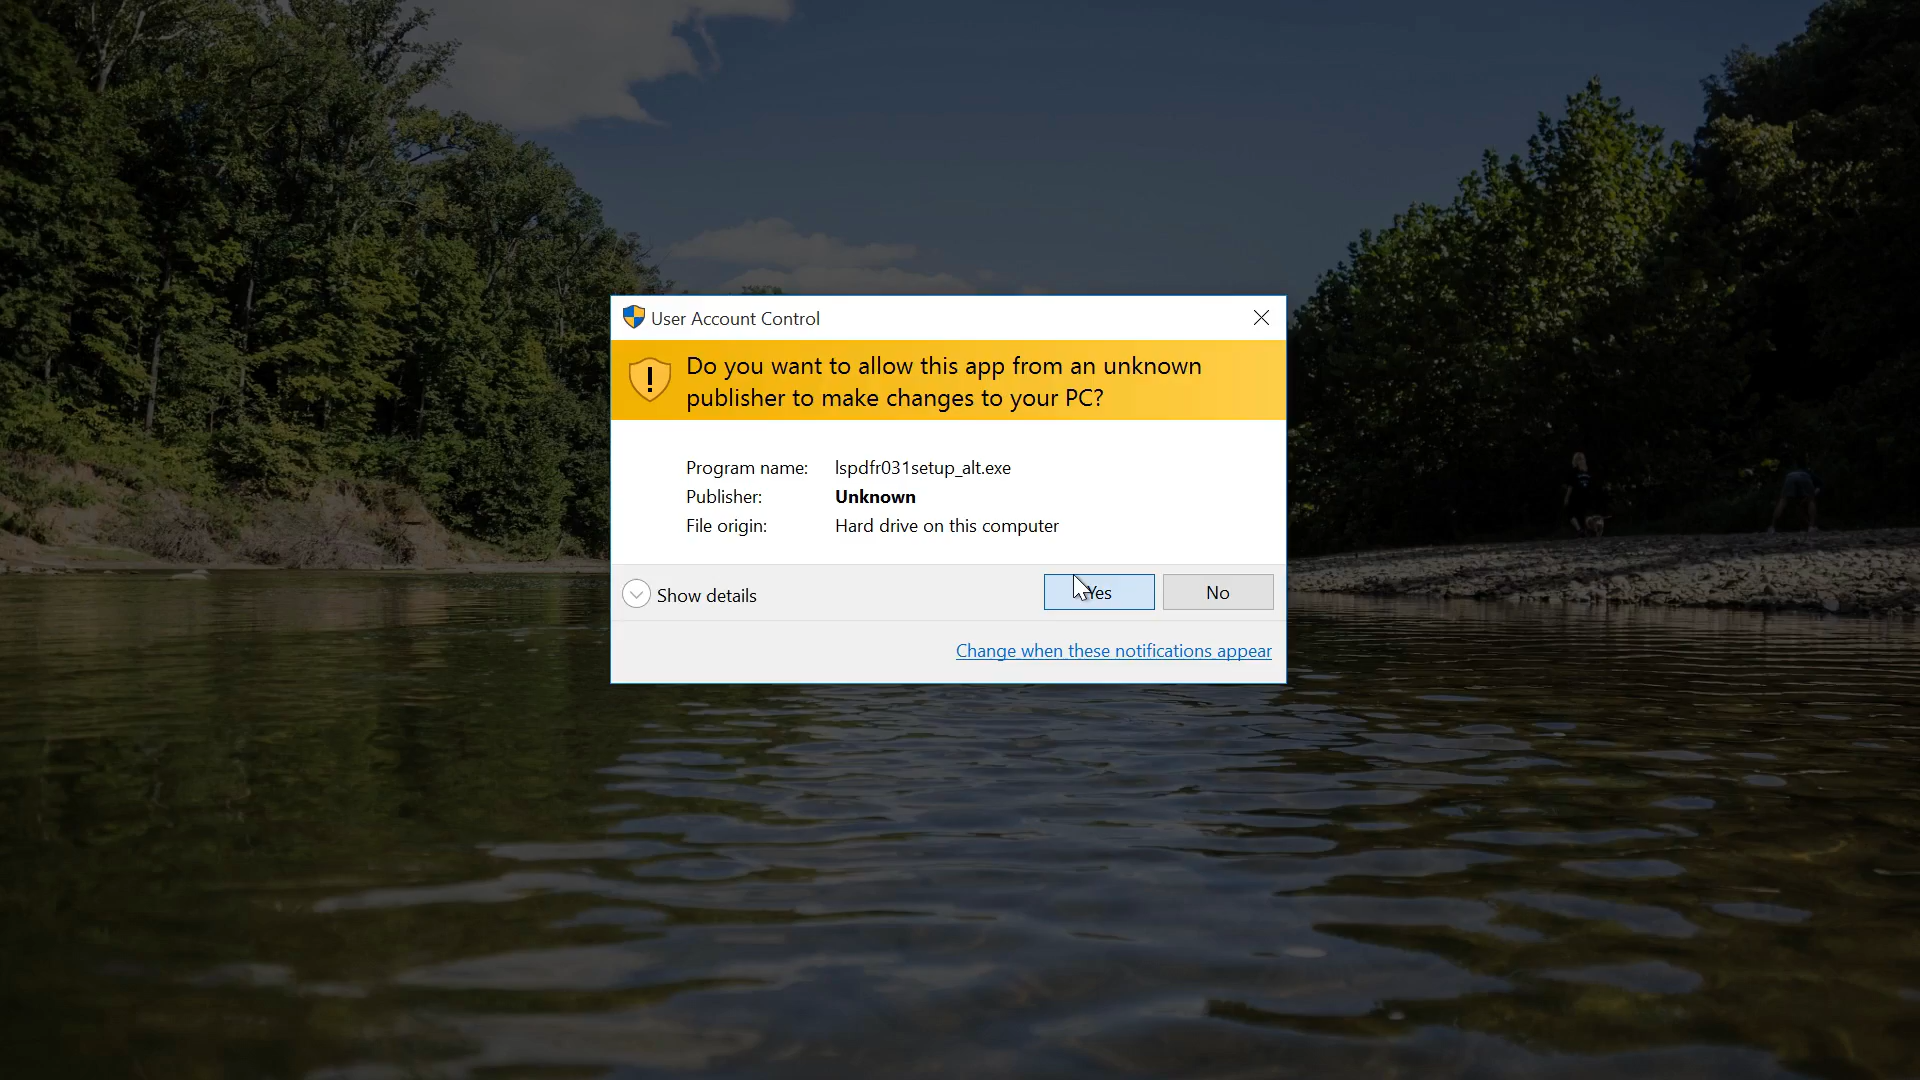 User Account Control
Do you want to allow this app from an unknown
publisher to make changes to your PC?
Program name: lspdfr031setup_alt.exe
Publisher: Unknown
File origin: Hard drive on this computer
Show details
Yes
No
Change when these notifications appear